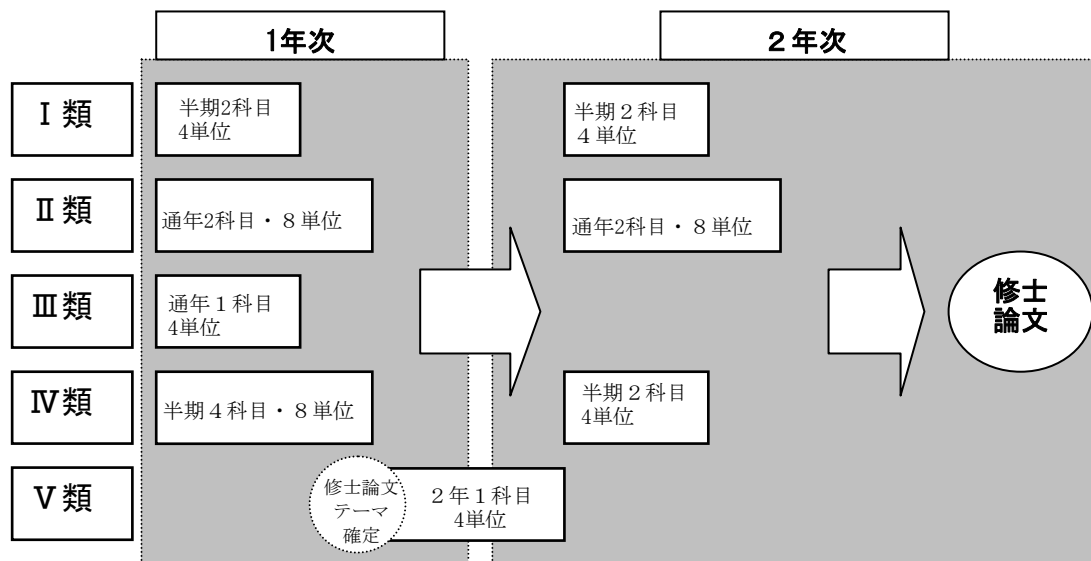 1年次
２年次
Ⅰ類
半期2科目
4単位
半期２科目
４単位
Ⅱ類
通年2科目・８単位
通年2科目・８単位
Ⅲ類
通年１科目
4単位
修士
論文
Ⅳ類
半期４科目・８単位
半期２科目
4単位
Ⅴ類
修士論文
テーマ
確定
２年１科目
4単位